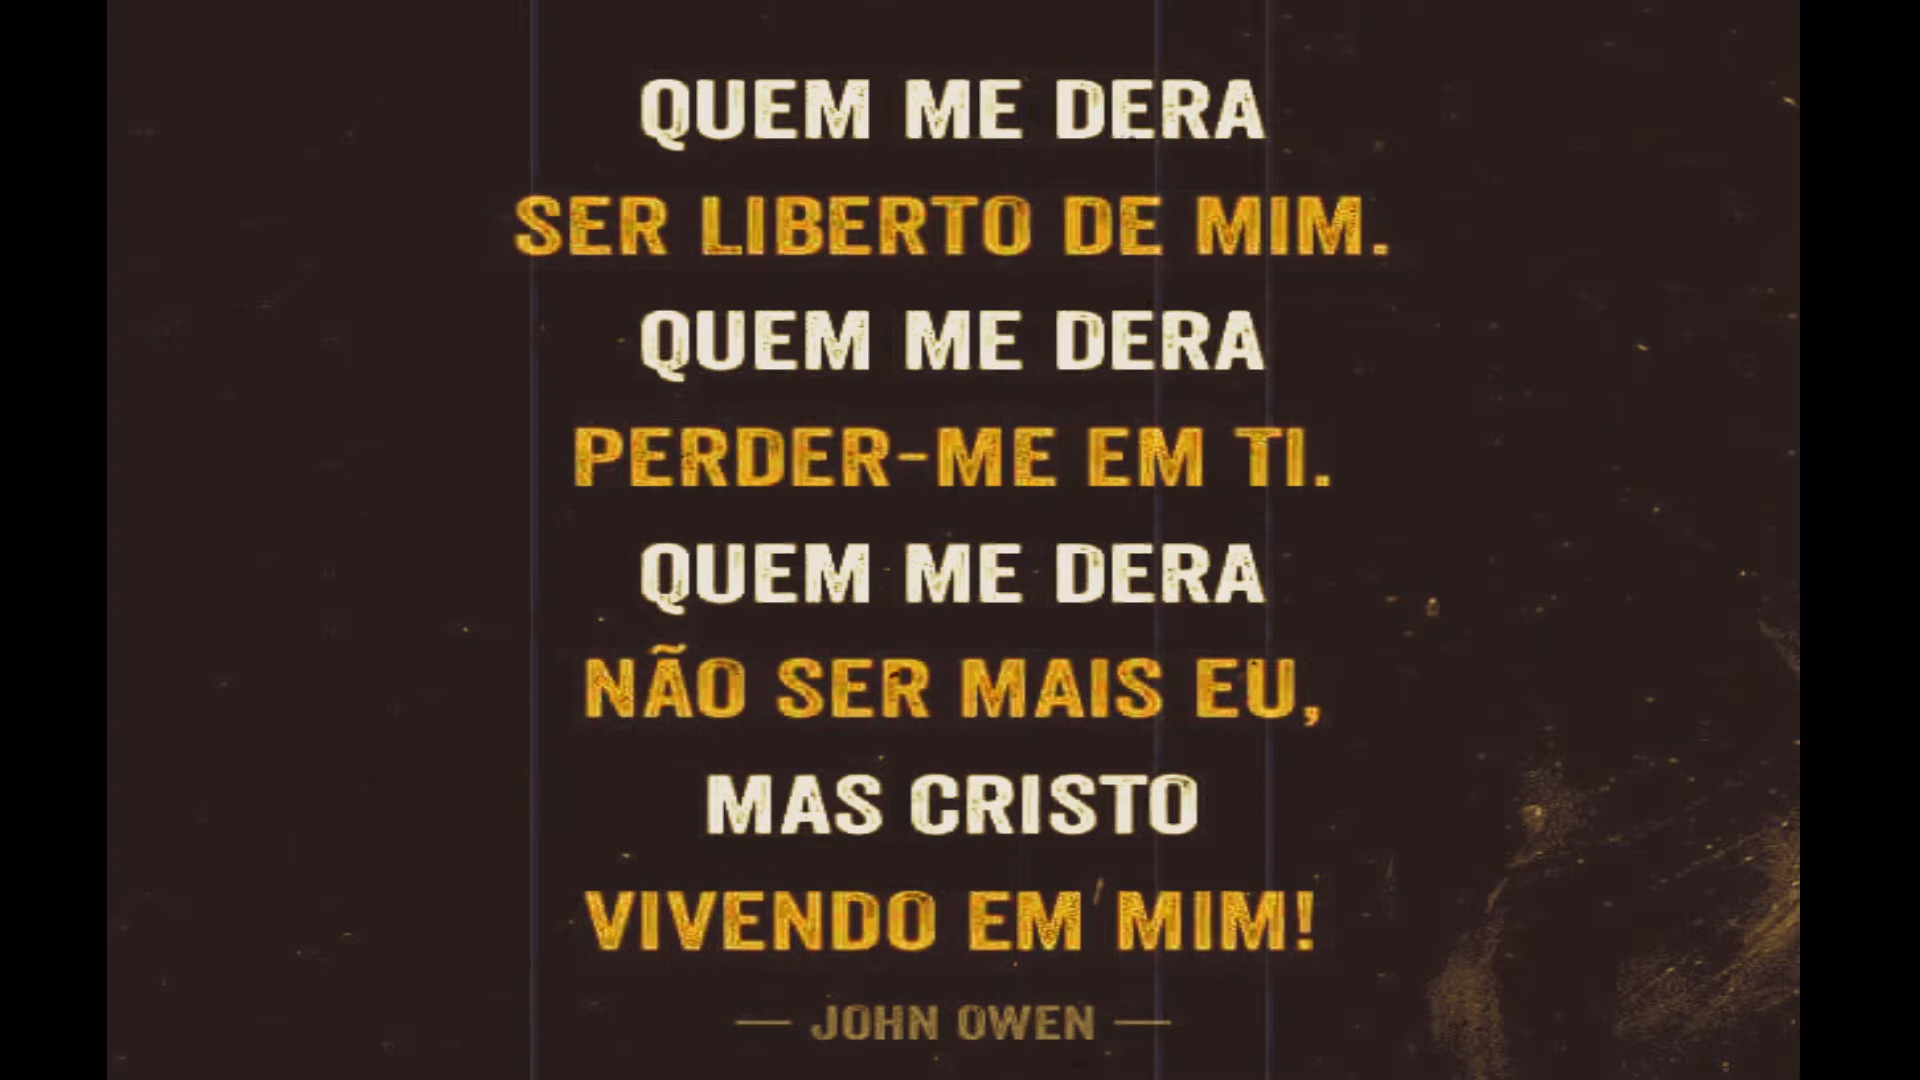 QUEM ME DERA
SER LIBERTO DE MIM.
QUEM ME DERA
PERDER-ME EM TI.
QUEM ME DERA
NÃO SER MAIS EU,
MAS CRISTO
VIVENDO EM MIM!
— JOHN OWEN —